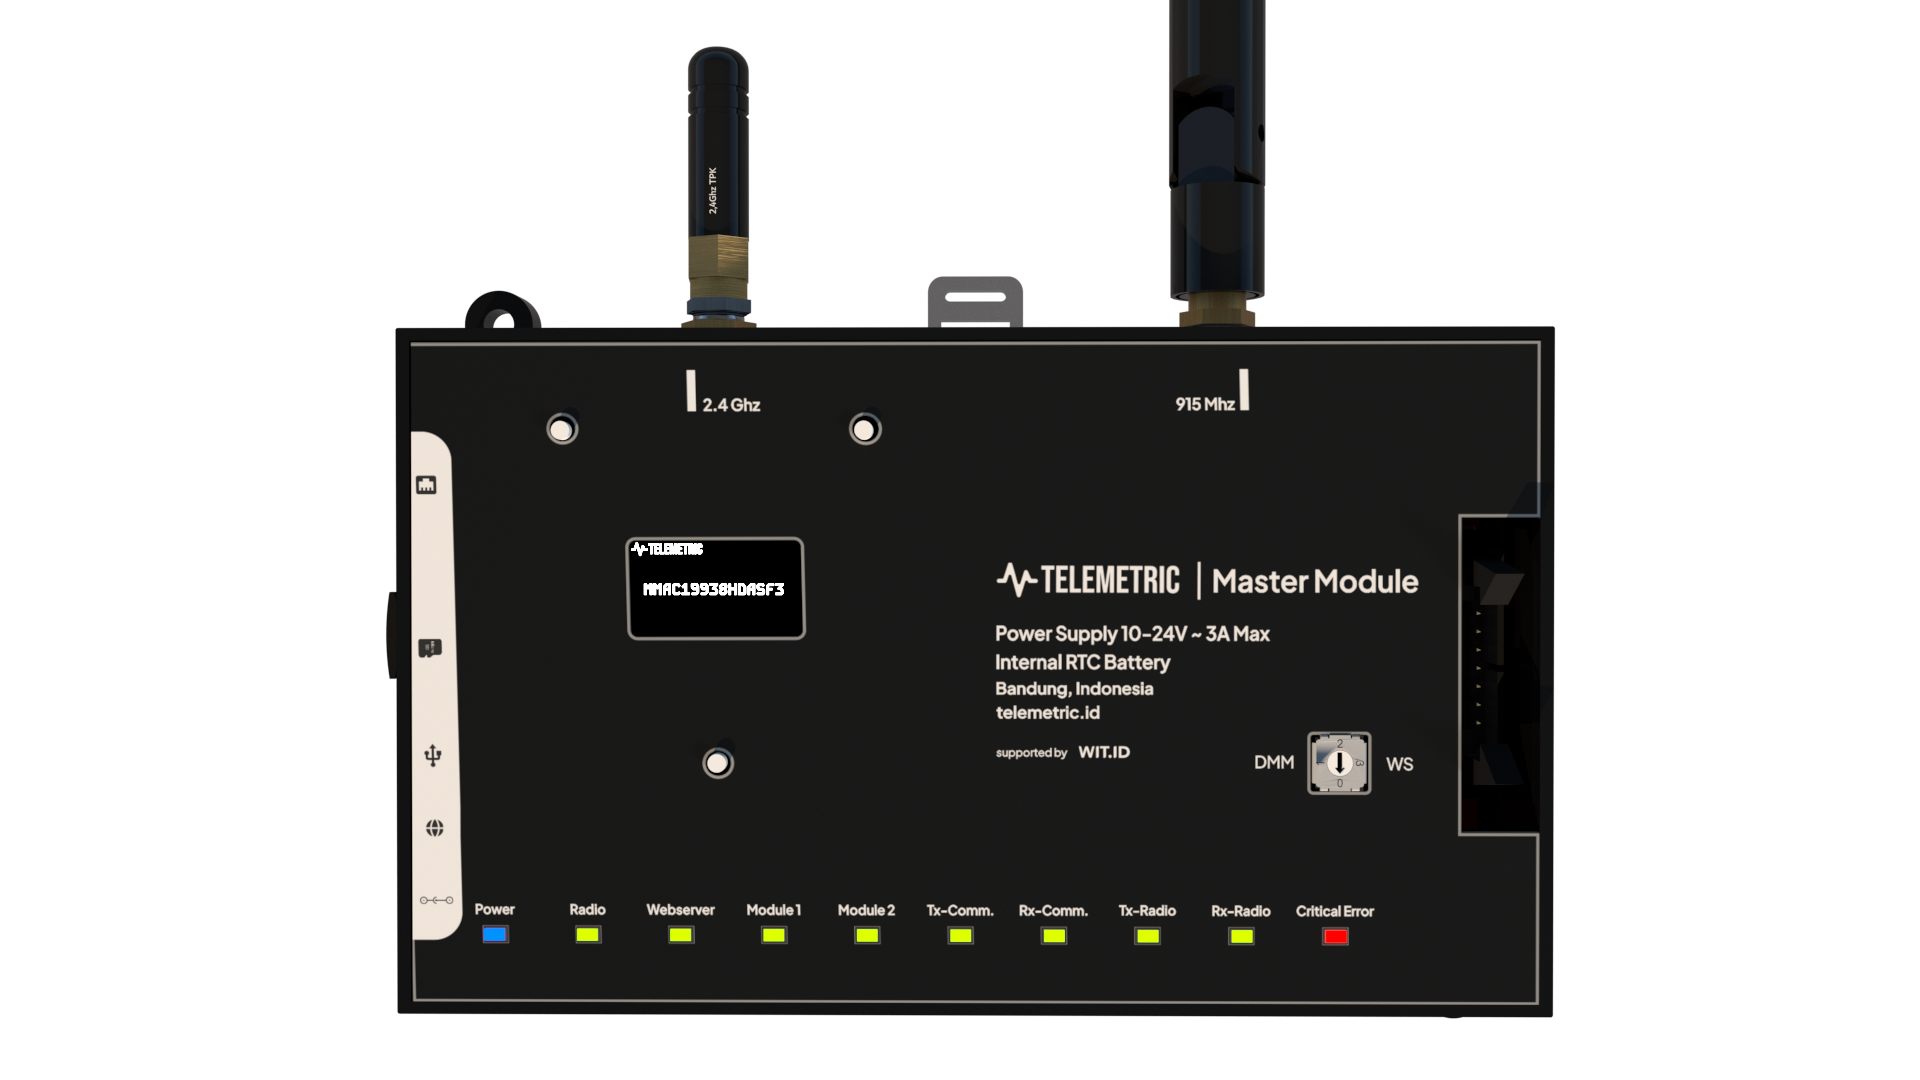 2,4Ghz TPK
2.4 Ghz
915 Mhz
TELEMETRIC
MMAC19938HDASF3
TELEMETRIC | Master Module
Power Supply 10-24V ~ 3A Max
Internal RTC Battery
Bandung, Indonesia
telemetric.id
supported by WIT.ID
DMM
2
3
0
1
WS
Power
Radio
Webserver
Module 1
Module 2
Tx-Comm.
Rx-Comm.
Tx-Radio
Rx-Radio
Critical Error